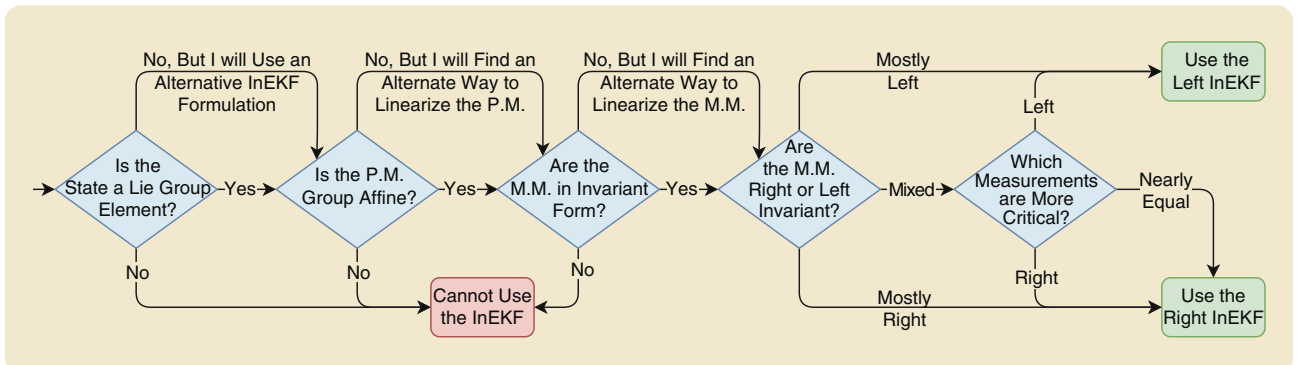 No, But I will Use an
Alternative InEKF
Formulation
No, But I will Find an
Alternate Way to
Linearize the P.M.
No, But I will Find an
Alternate Way to
Linearize the M.M.
Mostly
Left
Use the
Left InEKF
Left
Is the
State a Lie Group
Element?
Yes
Is the P.M.
Group Affine?
Yes
Are the
M.M. in Invariant
Form?
Yes
Are
the M.M.
Right or Left
Invariant?
Mixed
Which
Measurements
are More
Critical?
Nearly
Equal
No
No
No
Right
Cannot Use
the InEKF
Mostly
Right
Use the
Right InEKF